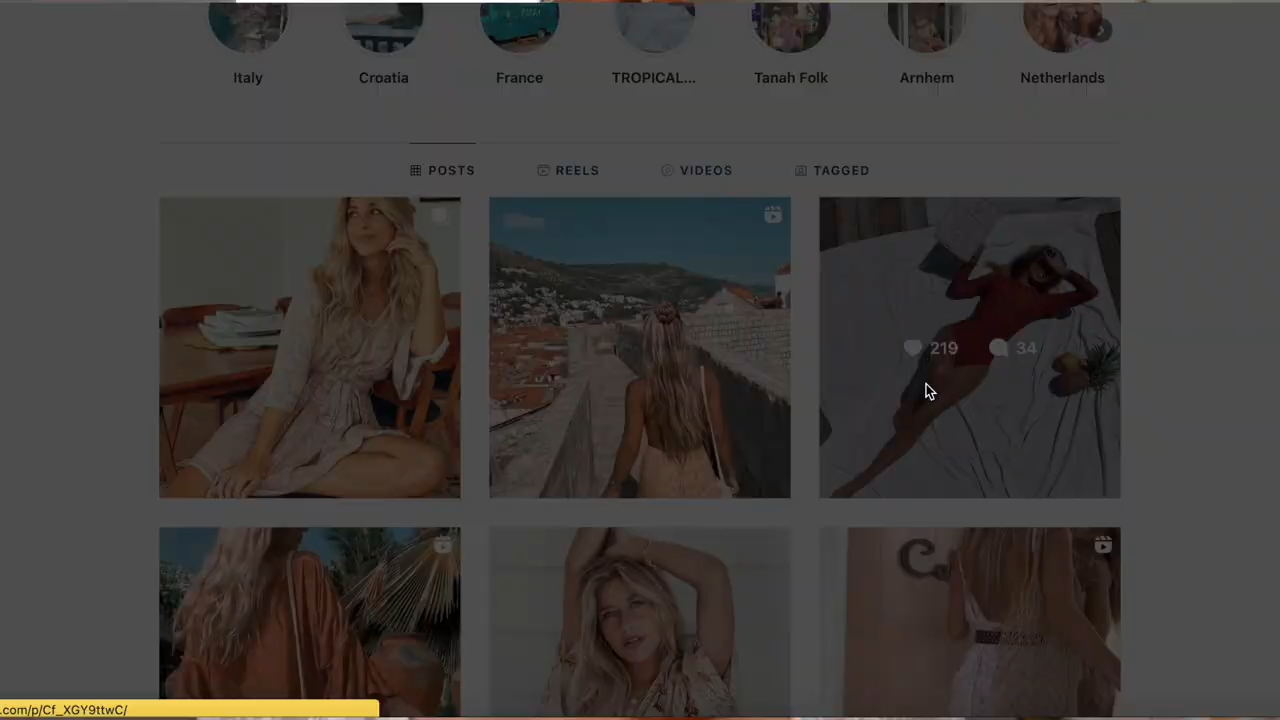 Italy Croatia France TROPICAL... Tanah Folk Arnhem Netherlands
POSTS REELS VIDEOS TAGGED
219 34
.com/p/Cf_XGY9ttwC/